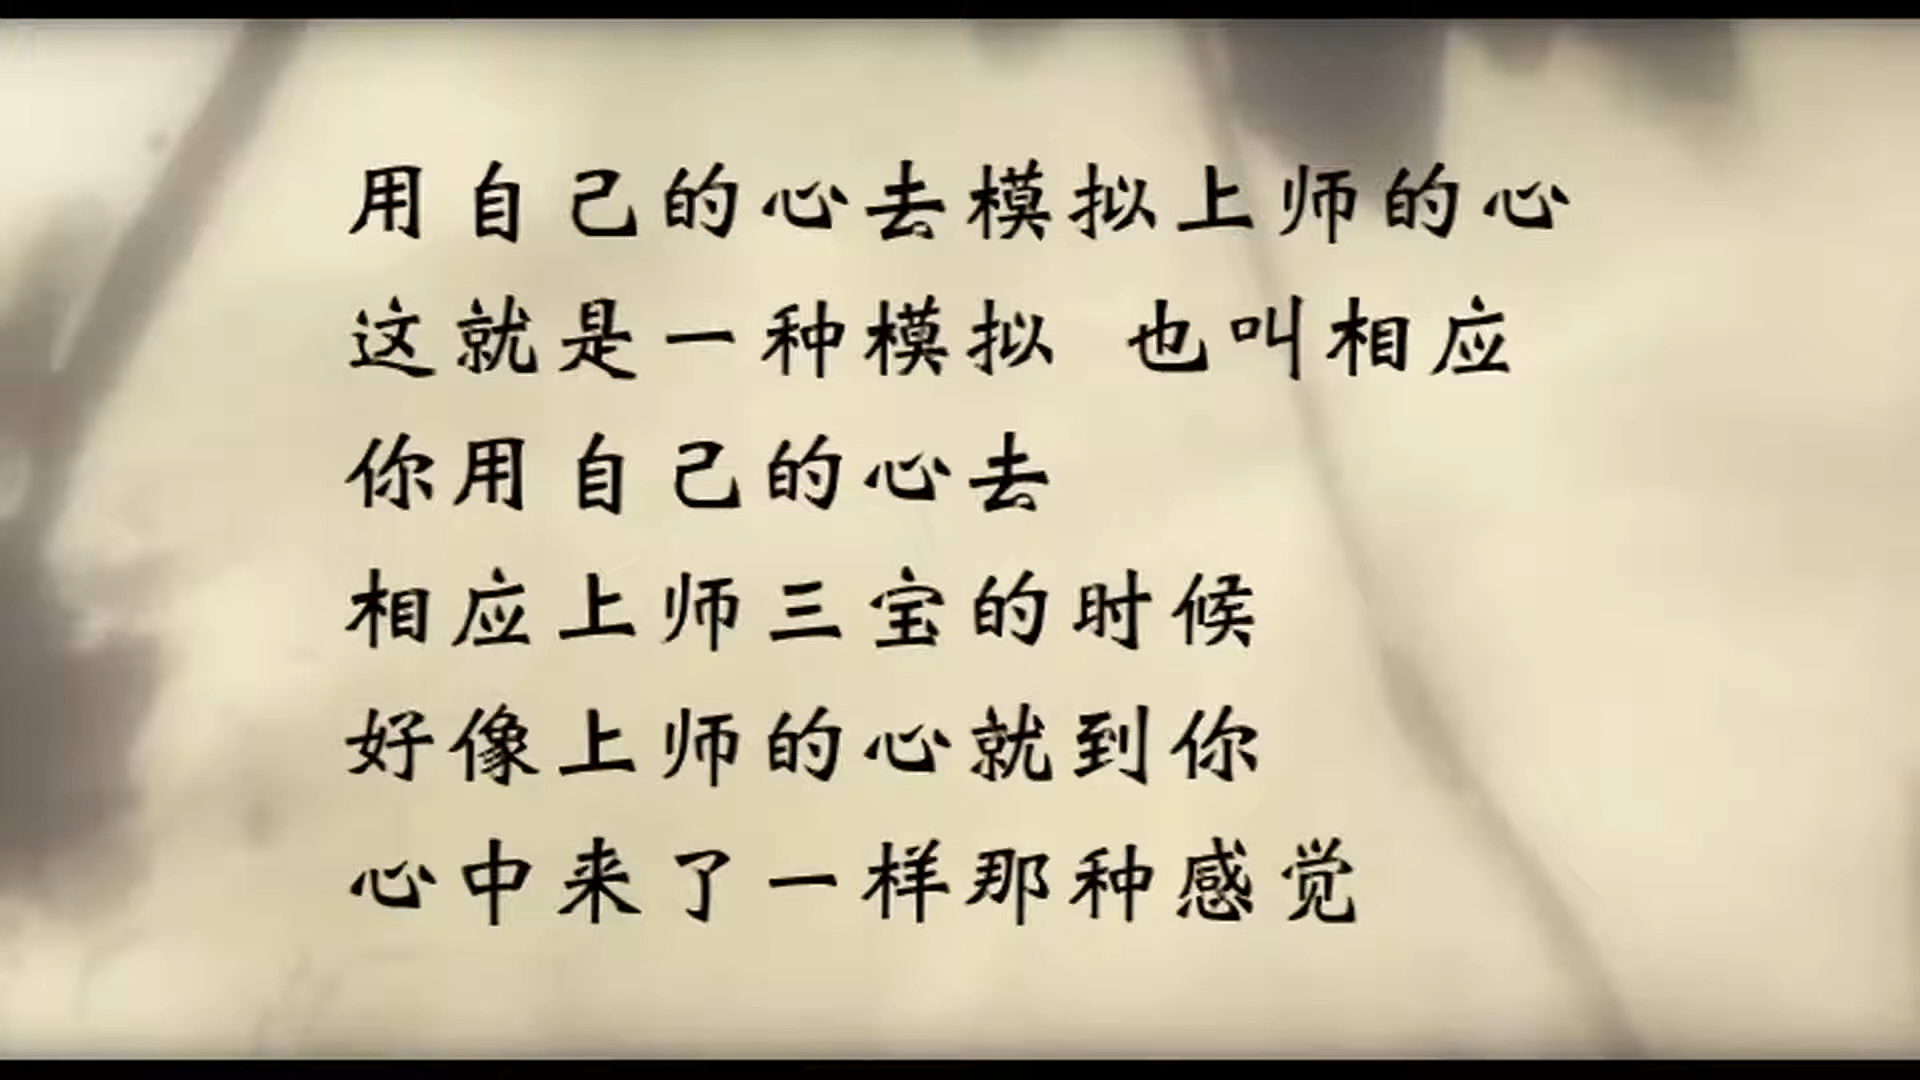 用自己的心去模拟上师的心
这就是一种模拟 也叫相应
你用自己的心去
相应上师三宝的时候
好像上师的心就到你
心中来了一样那种感觉